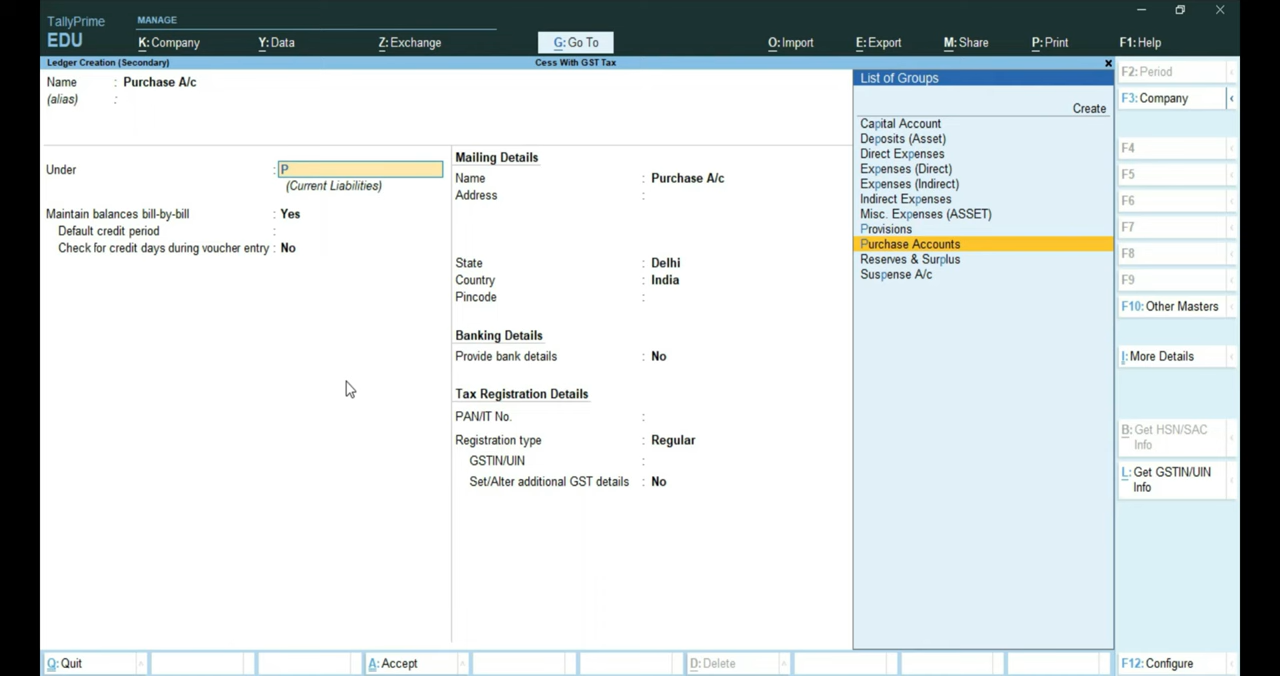 TallyPrime
EDU
MANAGE
K: Company
Y: Data
Z: Exchange
G: Go To
O: Import
E: Export
M: Share
P: Print
F1: Help
Ledger Creation (Secondary)
Cess With GST Tax
Name : Purchase A/c
(alias) :
Under : P
(Current Liabilities)
Maintain balances bill-by-bill : Yes
Default credit period :
Check for credit days during voucher entry : No
Mailing Details
Name : Purchase A/c
Address :
State : Delhi
Country : India
Pincode :
Banking Details
Provide bank details : No
Tax Registration Details
PAN/IT No. :
Registration type : Regular
GSTIN/UIN :
Set/Alter additional GST details : No
List of Groups
Create
Capital Account
Deposits (Asset)
Direct Expenses
Expenses (Direct)
Expenses (Indirect)
Indirect Expenses
Misc. Expenses (ASSET)
Provisions
Purchase Accounts
Reserves & Surplus
Suspense A/c
F2: Period
F3: Company
F4
F5
F6
F7
F8
F9
F10: Other Masters
I: More Details
B: Get HSN/SAC
Info
L: Get GSTIN/UIN
Info
Q: Quit
A: Accept
D: Delete
F12: Configure